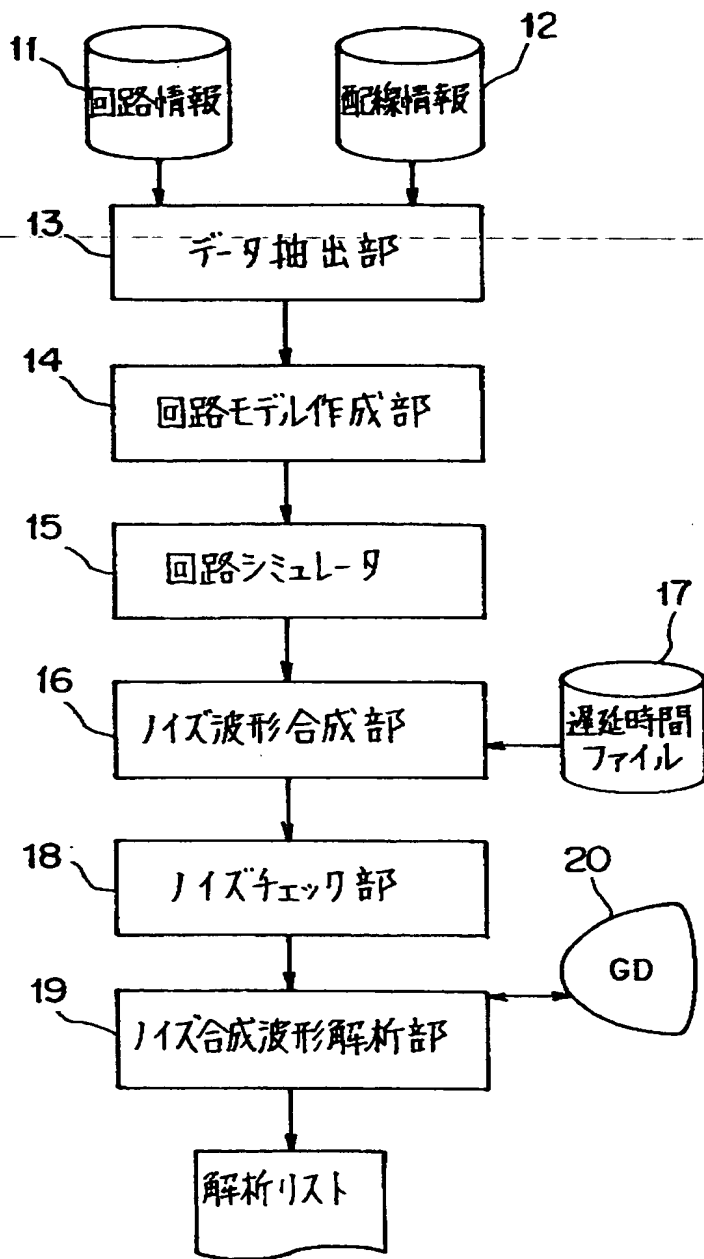 11
回路情報
12
配線情報
13
データ抽出部
14
回路モデル作成部
15
回路シミュレータ
16
ノイズ波形合成部
17
遅延時間
ファイル
18
ノイズチェック部
20
GD
19
ノイズ合成波形解析部
解析リスト